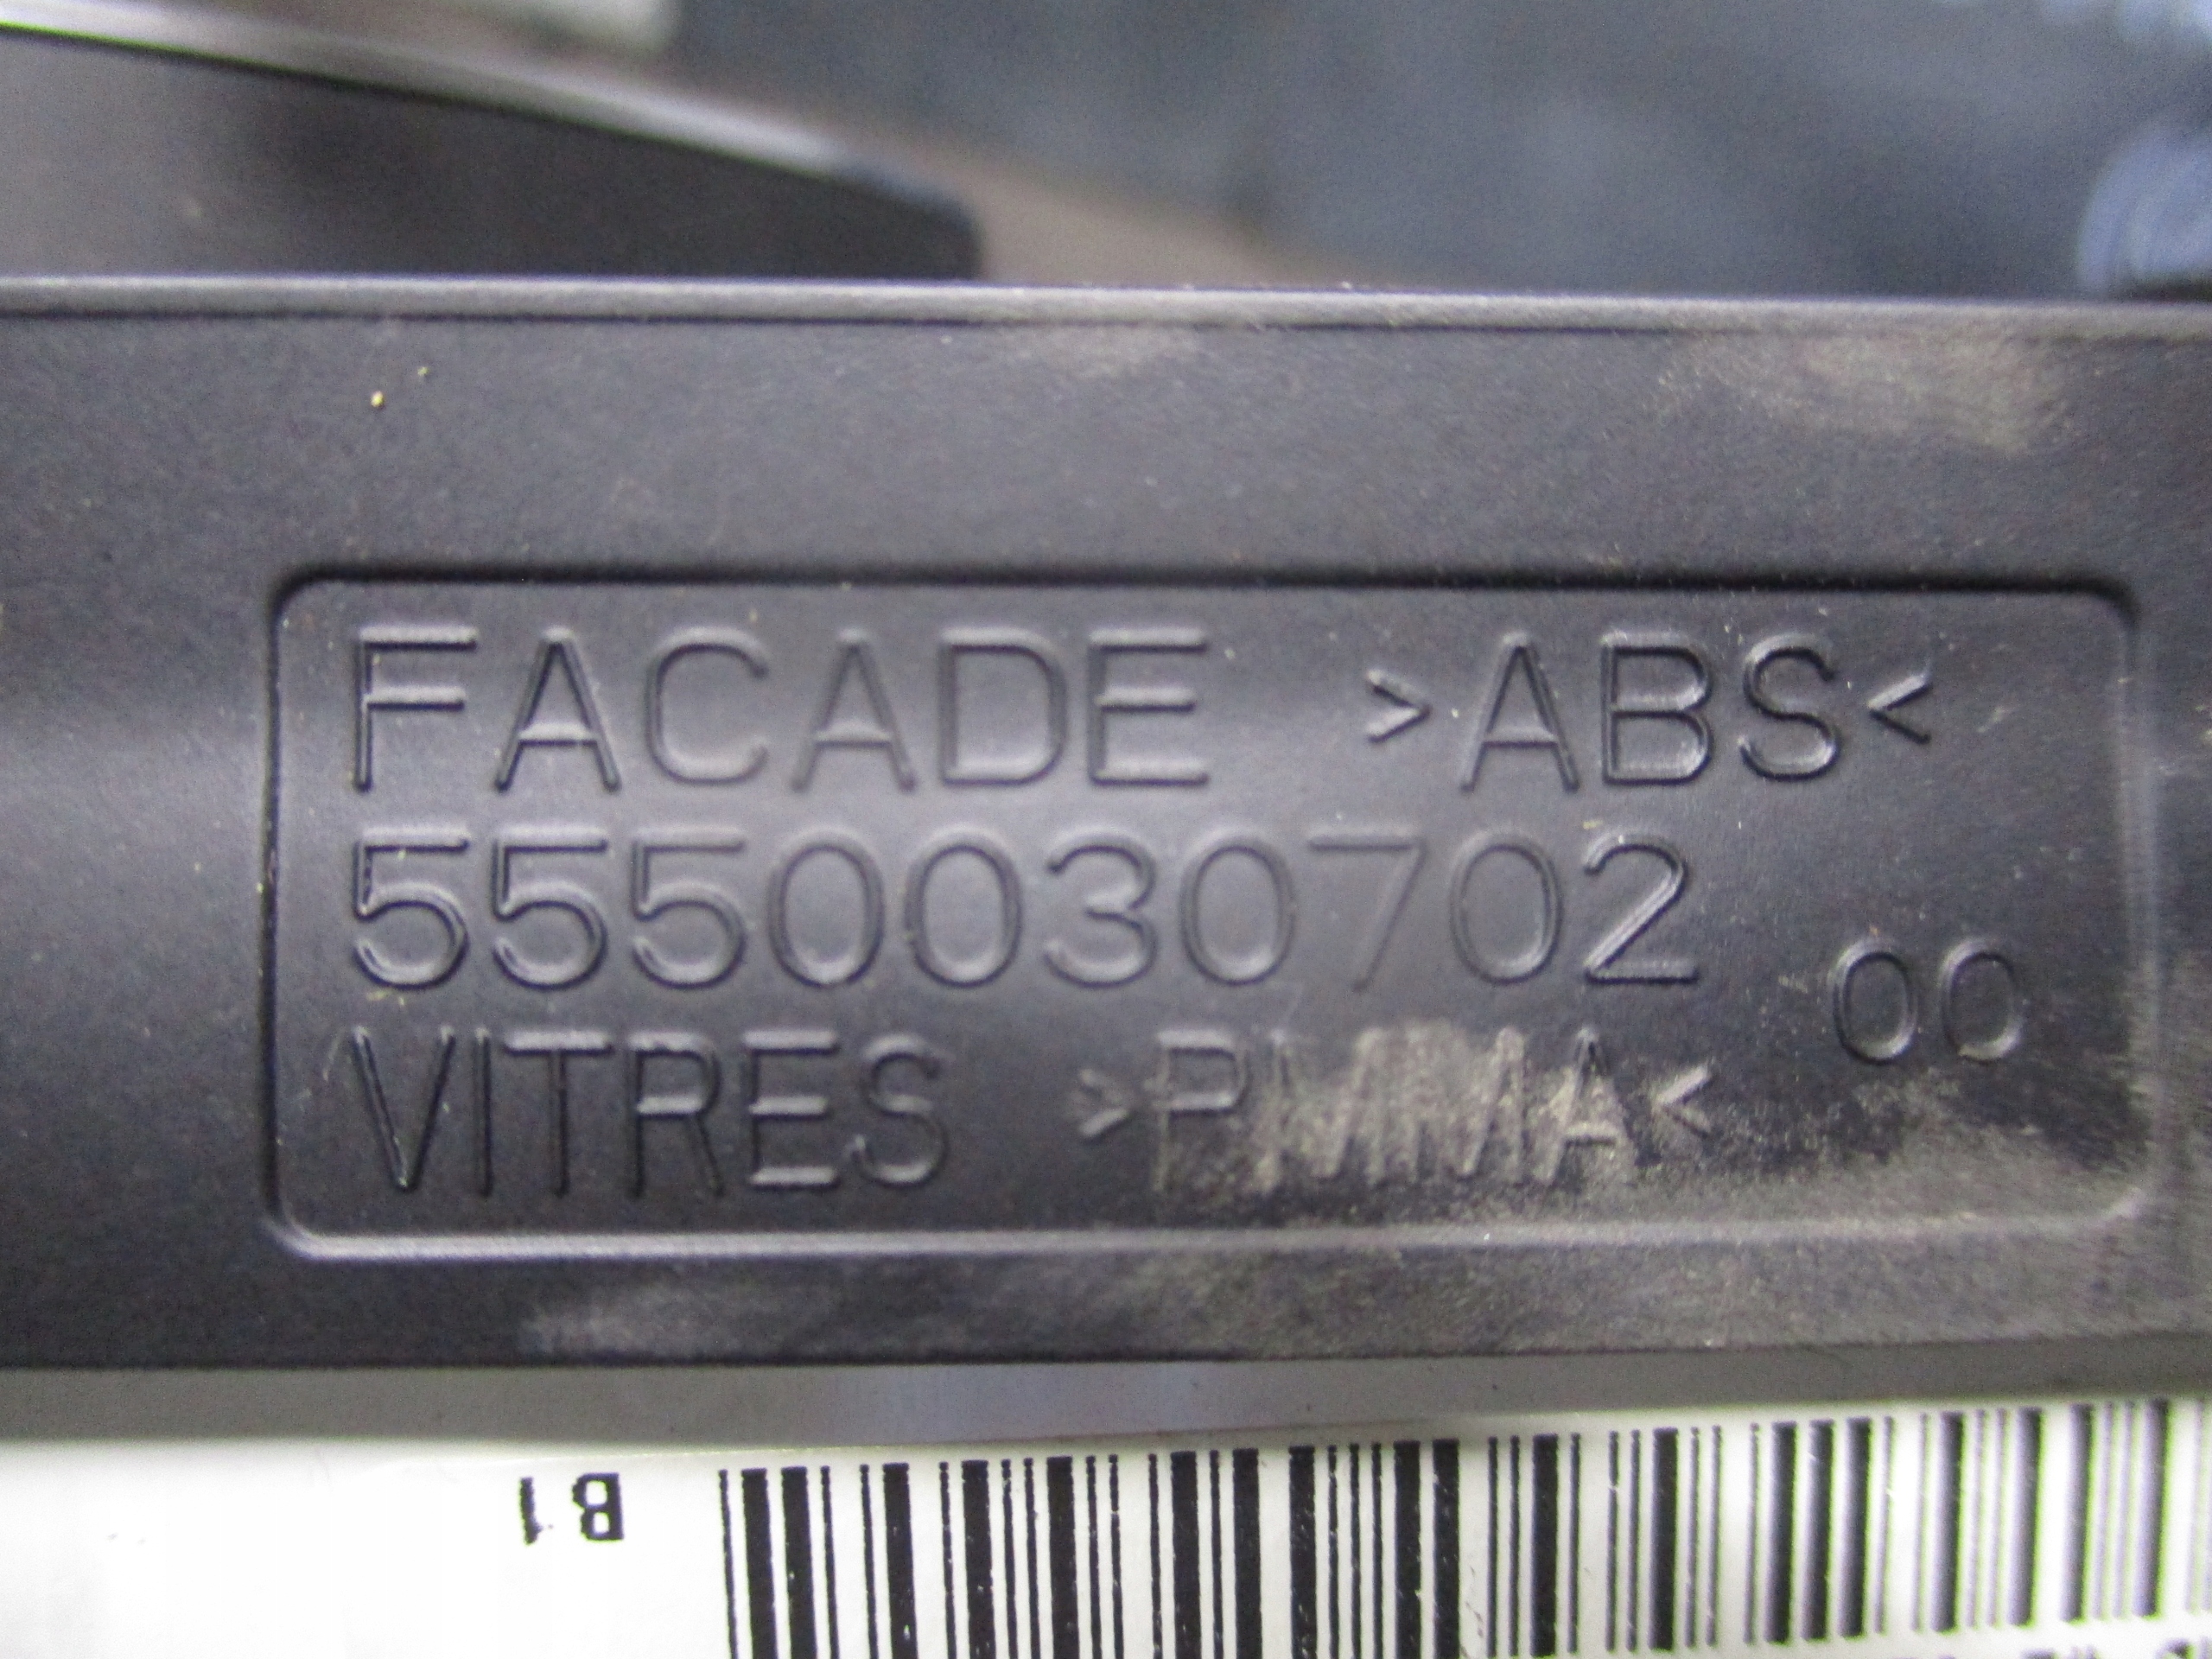 FACADE >ABS<
5550030702 00
VITRES >PMMA<
B1